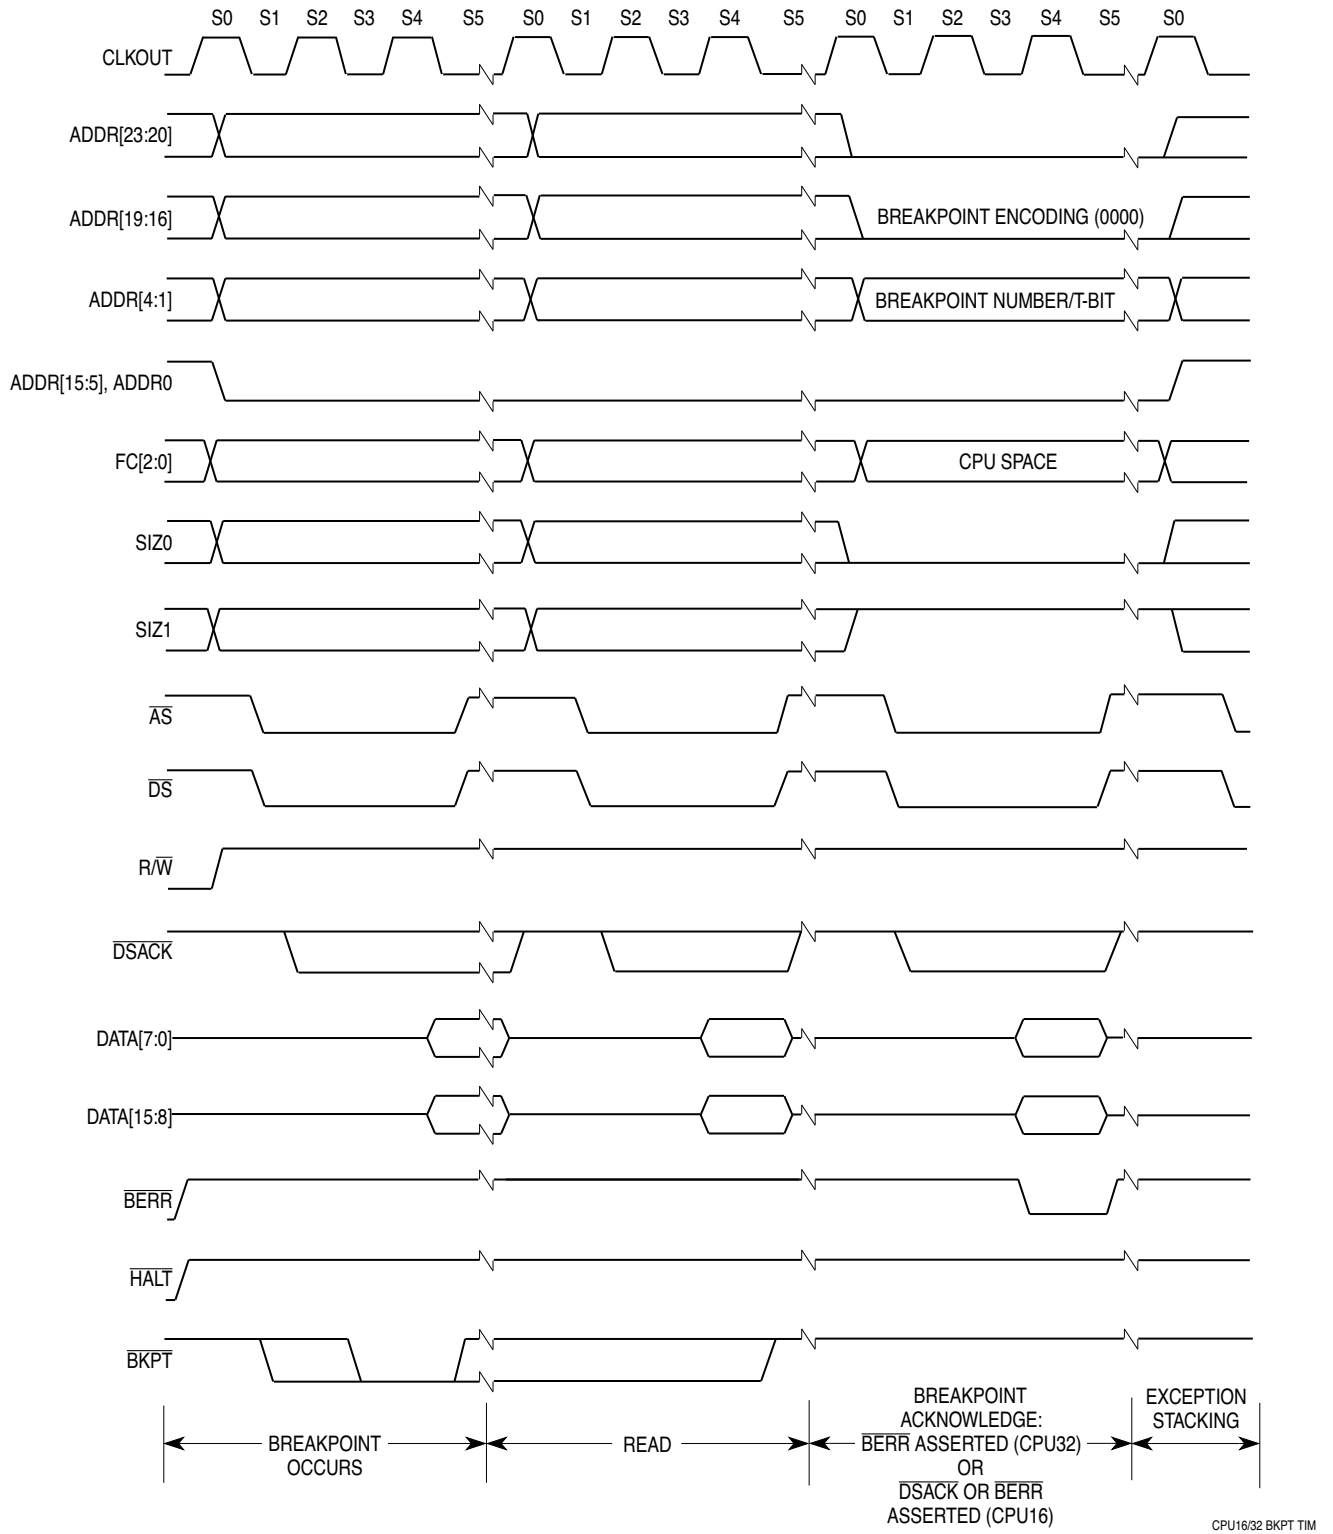 S0 S1 S2 S3 S4 S5 S0 S1 S2 S3 S4 S5 S0 S1 S2 S3 S4 S5 S0
CLKOUT
ADDR[23:20]
ADDR[19:16] BREAKPOINT ENCODING (0000)
ADDR[4:1] BREAKPOINT NUMBER/T-BIT
ADDR[15:5], ADDR0
FC[2:0] CPU SPACE
SIZ0
SIZ1
AS
DS
R/W
DSACK
DATA[7:0]
DATA[15:8]
BERR
HALT
BKPT
BREAKPOINT
OCCURS
READ
BREAKPOINT
ACKNOWLEDGE:
BERR ASSERTED (CPU32)
OR
DSACK OR BERR
ASSERTED (CPU16)
EXCEPTION
STACKING
CPU16/32 BKPT TIM